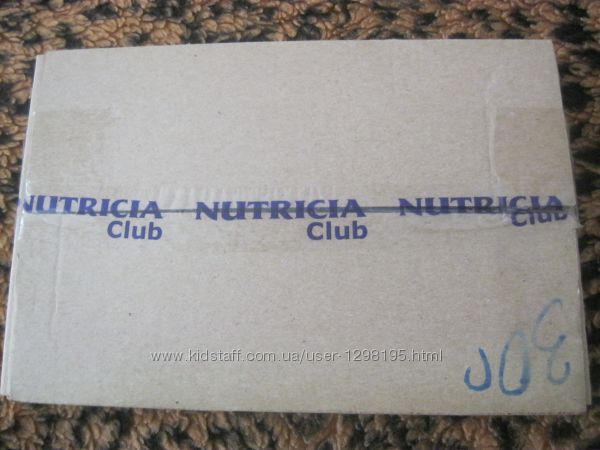 NUTRICIA NUTRICIA NUTRICIA
Club Club Club
www.kidstaff.com.ua/user-1298195.html